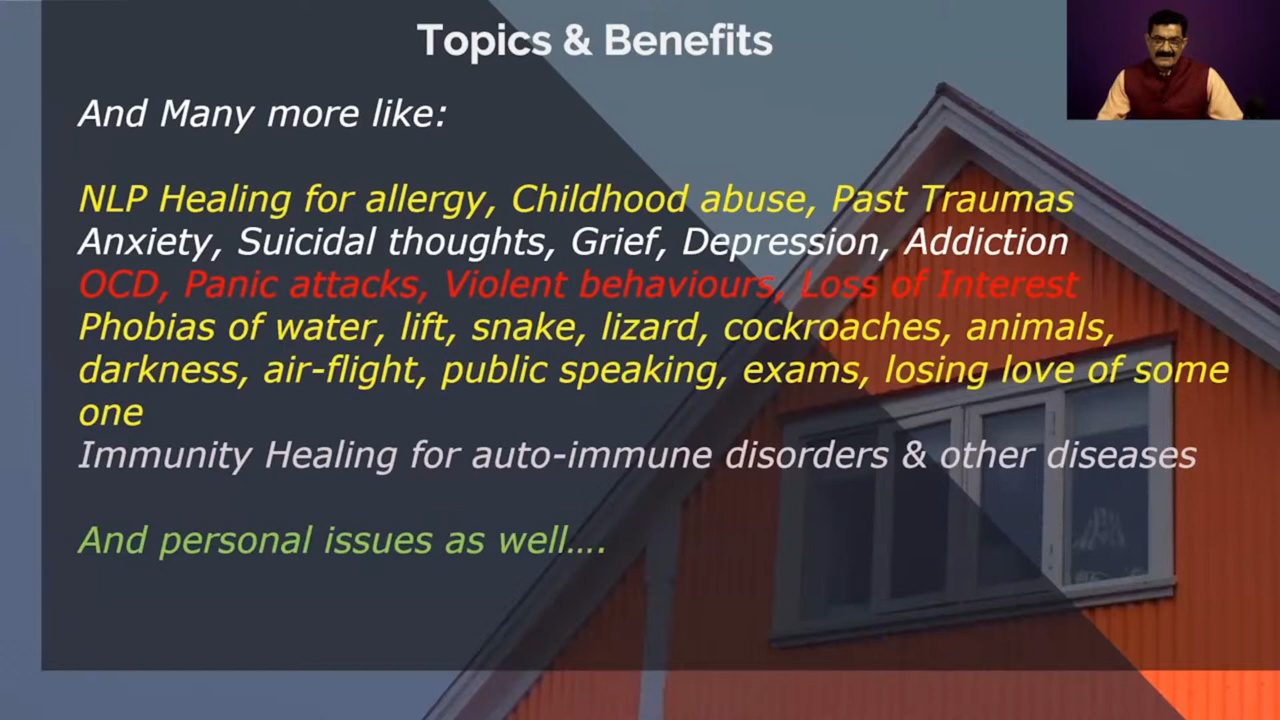 Topics & Benefits
And Many more like:
NLP Healing for allergy, Childhood abuse, Past Traumas
Anxiety, Suicidal thoughts, Grief, Depression, Addiction
OCD, Panic attacks, Violent behaviours, Loss of Interest
Phobias of water, lift, snake, lizard, cockroaches, animals,
darkness, air-flight, public speaking, exams, losing love of some
one
Immunity Healing for auto-immune disorders & other diseases
And personal issues as well....